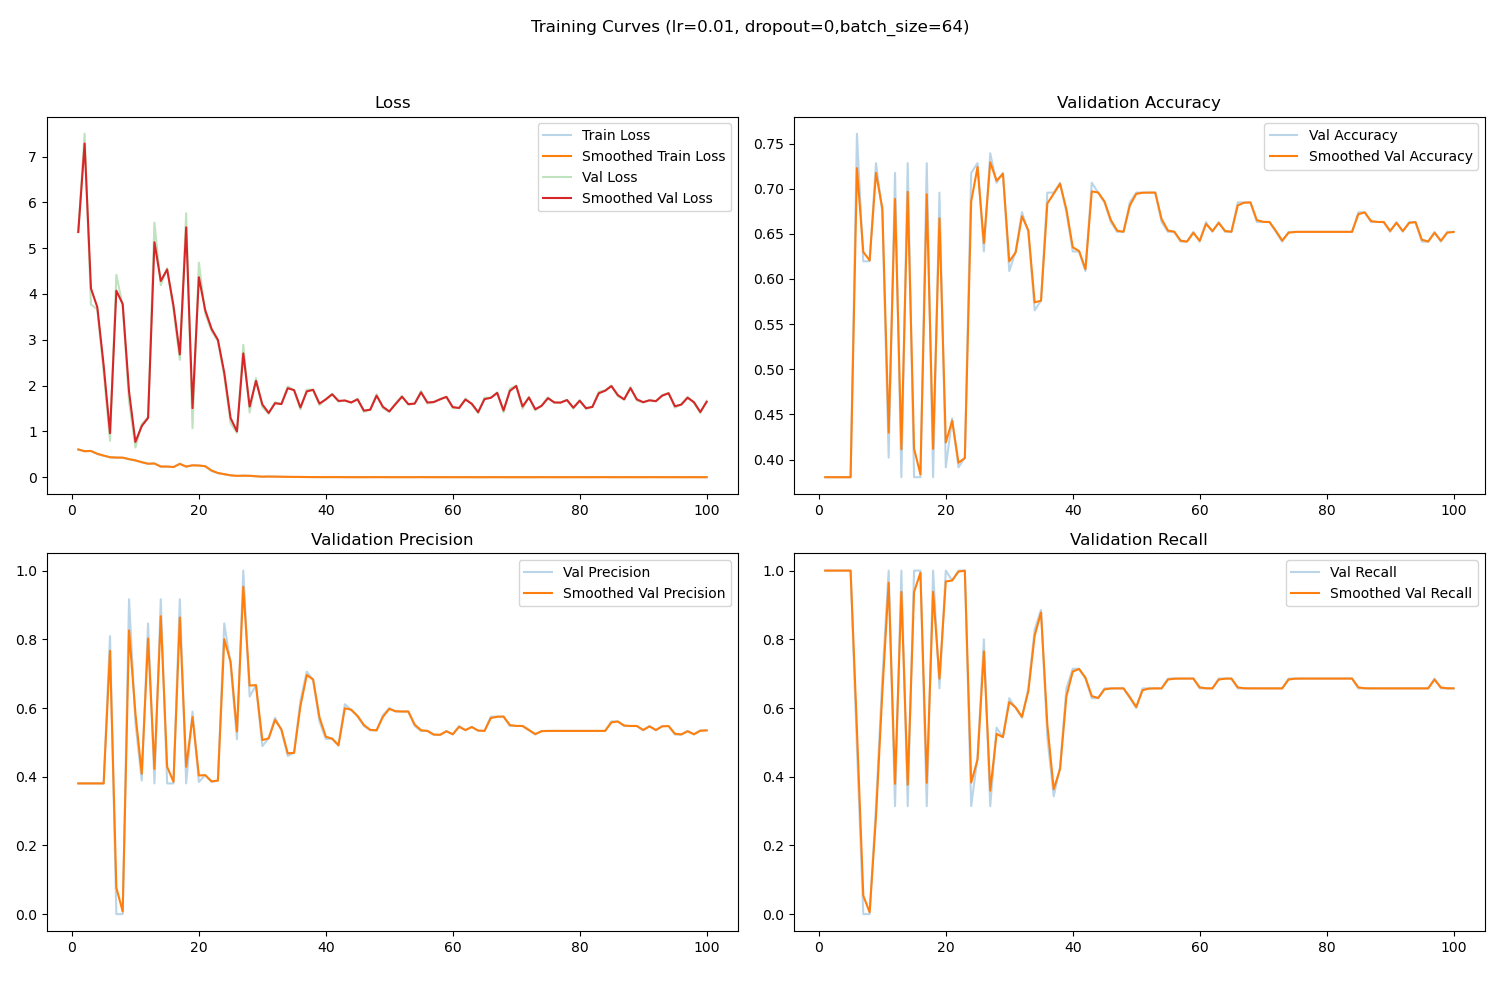 Training Curves (lr=0.01, dropout=0,batch_size=64)
Loss
Train Loss
Smoothed Train Loss
Val Loss
Smoothed Val Loss
7
6
5
4
3
2
1
0
0 20 40 60 80 100
Validation Accuracy
Val Accuracy
Smoothed Val Accuracy
0.75
0.70
0.65
0.60
0.55
0.50
0.45
0.40
0 20 40 60 80 100
Validation Precision
Val Precision
Smoothed Val Precision
1.0
0.8
0.6
0.4
0.2
0.0
0 20 40 60 80 100
Validation Recall
Val Recall
Smoothed Val Recall
1.0
0.8
0.6
0.4
0.2
0.0
0 20 40 60 80 100